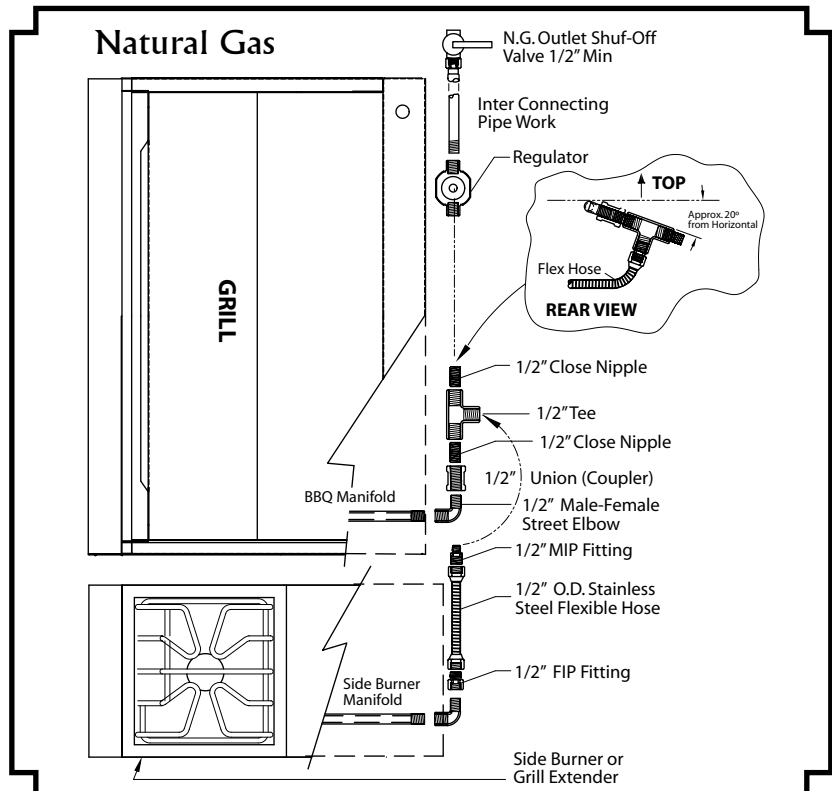 Natural Gas
N.G. Outlet Shuf-Off
Valve 1/2" Min
Inter Connecting
Pipe Work
Regulator
TOP
Approx. 20º
from Horizontal
Flex Hose
REAR VIEW
GRILL
1/2" Close Nipple
1/2" Tee
1/2" Close Nipple
1/2" Union (Coupler)
BBQ Manifold
1/2" Male-Female
Street Elbow
1/2" MIP Fitting
1/2" O.D. Stainless
Steel Flexible Hose
1/2" FIP Fitting
Side Burner
Manifold
Side Burner or
Grill Extender